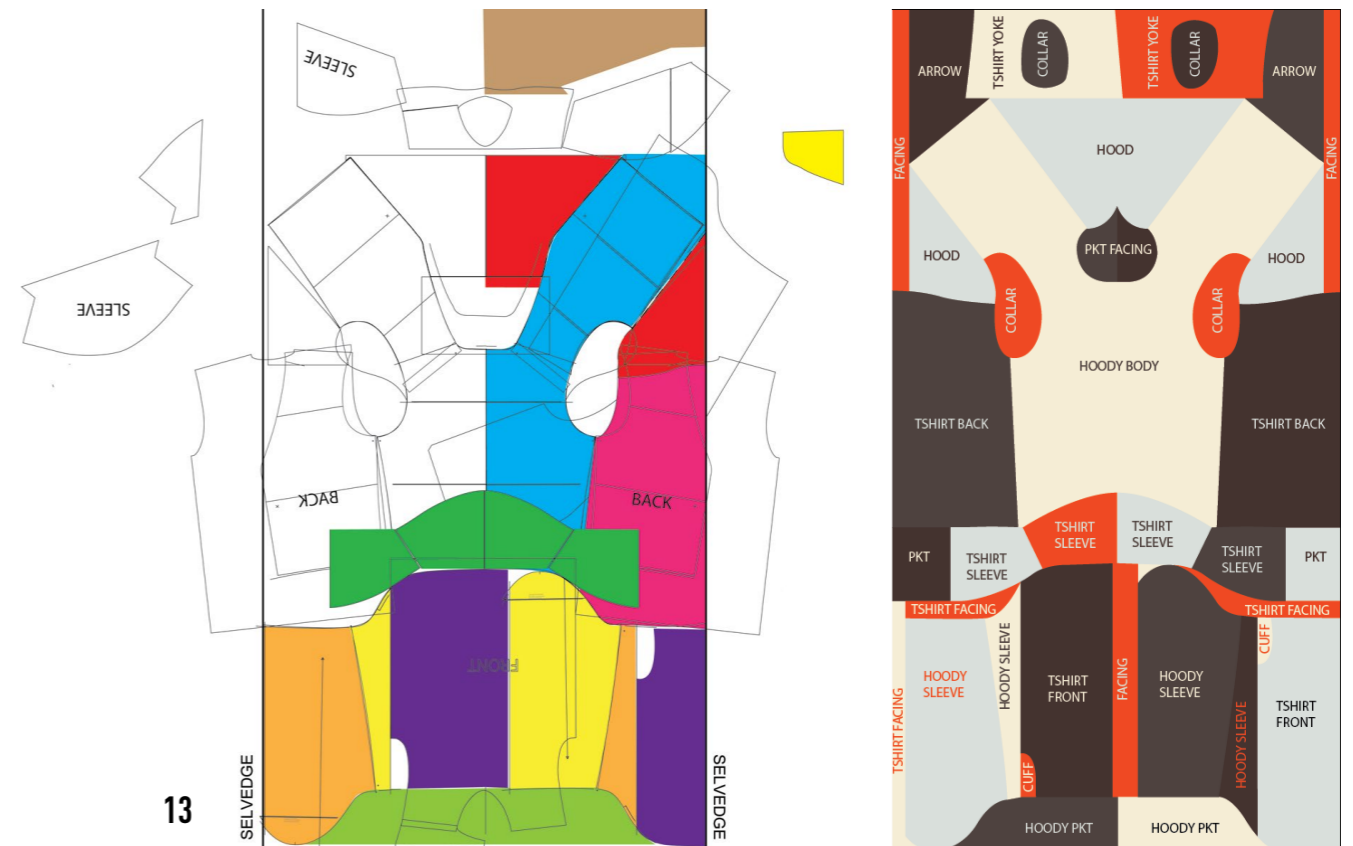 SLEEVE
SLEEVE
BACK
BACK
FRONT
13
SELVEDGE
SELVEDGE
ARROW
TSHIRT YOKE
COLLAR
TSHIRT YOKE
COLLAR
ARROW
FACING
HOOD
FACING
HOOD
PKT FACING
HOOD
COLLAR
COLLAR
HOODY BODY
TSHIRT BACK
TSHIRT BACK
PKT
TSHIRT
SLEEVE
TSHIRT
SLEEVE
TSHIRT
SLEEVE
TSHIRT
SLEEVE
PKT
TSHIRT FACING
TSHIRT FACING
CUFF
TSHIRT FACING
HOODY
SLEEVE
HOODY SLEEVE
TSHIRT
FRONT
FACING
HOODY
SLEEVE
HOODY SLEEVE
TSHIRT
FRONT
CUFF
HOODY PKT
HOODY PKT